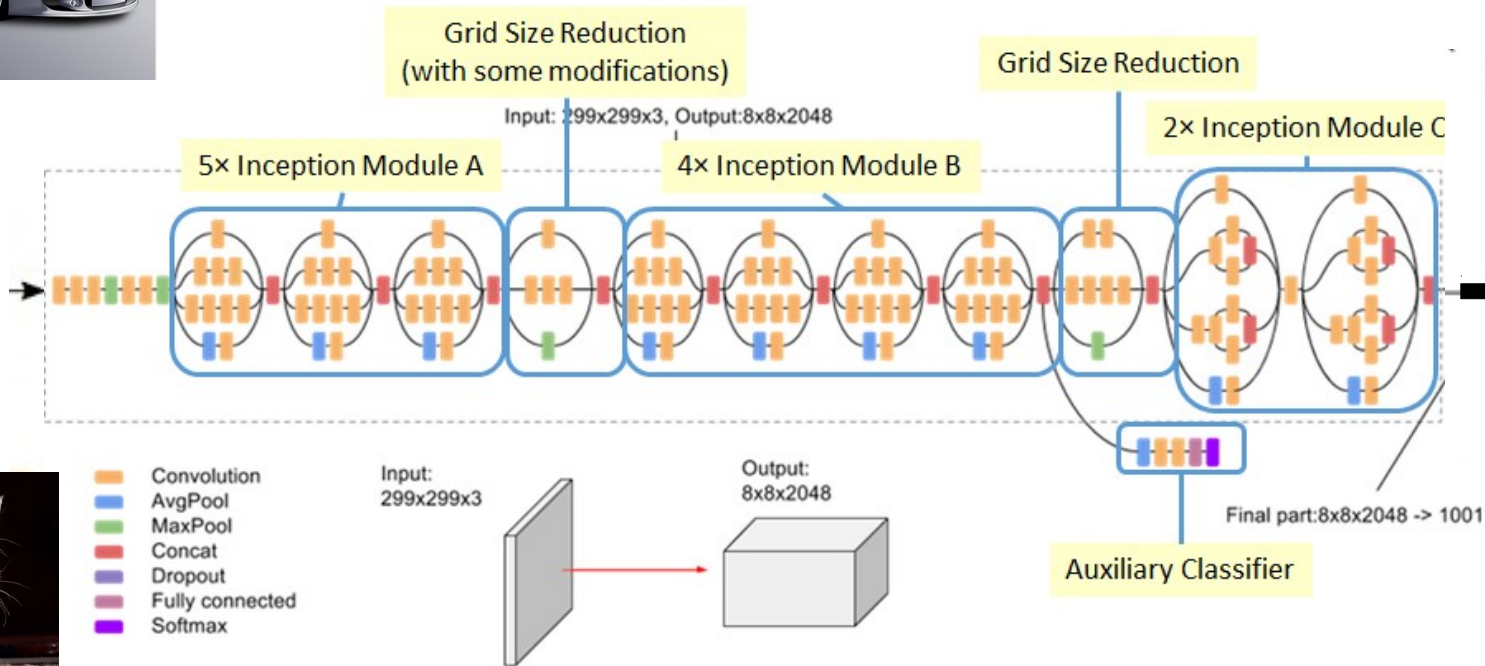 Grid Size Reduction
(with some modifications)
Grid Size Reduction
Input: 299x299x3, Output:8x8x2048
2× Inception Module C
5× Inception Module A
4× Inception Module B
Convolution
AvgPool
MaxPool
Concat
Dropout
Fully connected
Softmax
Input:
299x299x3
Output:
8x8x2048
Final part:8x8x2048 -> 1001
Auxiliary Classifier